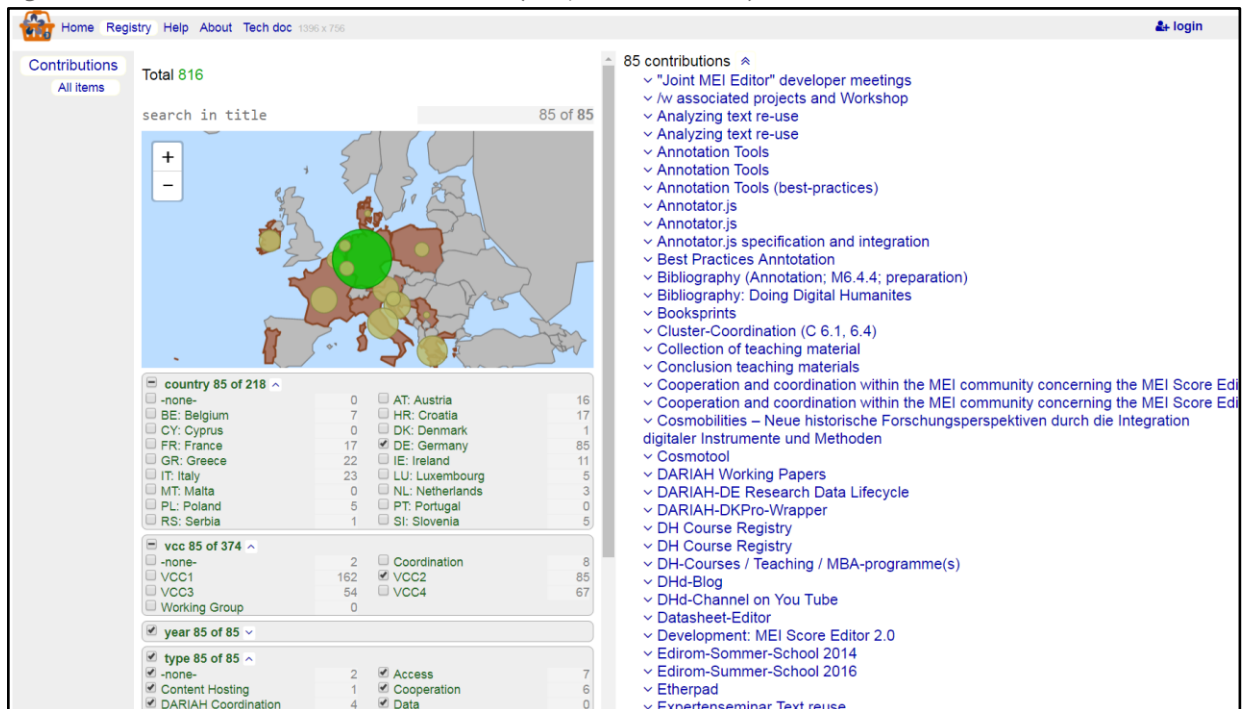 Home Registry Help About Tech doc 1396 x 756
login
Contributions
All items
Total 816
search in title 85 of 85
+
−
country 85 of 218
-none- 0 AT: Austria 16
BE: Belgium 7 HR: Croatia 17
CY: Cyprus 0 DK: Denmark 1
FR: France 17 DE: Germany 85
GR: Greece 22 IE: Ireland 11
IT: Italy 23 LU: Luxembourg 5
MT: Malta 0 NL: Netherlands 3
PL: Poland 5 PT: Portugal 0
RS: Serbia 1 SI: Slovenia 5
vcc 85 of 374
-none- 2 Coordination 8
VCC1 162 VCC2 85
VCC3 54 VCC4 67
Working Group 0
year 85 of 85
type 85 of 85
-none- 2 Access 7
Content Hosting 1 Cooperation 6
DARIAH Coordination 4 Data 0
85 contributions
"Joint MEI Editor" developer meetings
/w associated projects and Workshop
Analyzing text re-use
Analyzing text re-use
Annotation Tools
Annotation Tools
Annotation Tools (best-practices)
Annotator.js
Annotator.js
Annotator.js specification and integration
Best Practices Anntotation
Bibliography (Annotation; M6.4.4; preparation)
Bibliography: Doing Digital Humanites
Booksprints
Cluster-Coordination (C 6.1, 6.4)
Collection of teaching material
Conclusion teaching materials
Cooperation and coordination within the MEI community concerning the MEI Score Edi
Cooperation and coordination within the MEI community concerning the MEI Score Edi
Cosmobilities – Neue historische Forschungsperspektiven durch die Integration
digitaler Instrumente und Methoden
Cosmotool
DARIAH Working Papers
DARIAH-DE Research Data Lifecycle
DARIAH-DKPro-Wrapper
DH Course Registry
DH Course Registry
DH-Courses / Teaching / MBA-programme(s)
DHd-Blog
DHd-Channel on You Tube
Datasheet-Editor
Development: MEI Score Editor 2.0
Edirom-Sommer-School 2014
Edirom-Summer-School 2016
Etherpad
Expertenseminar Text reuse